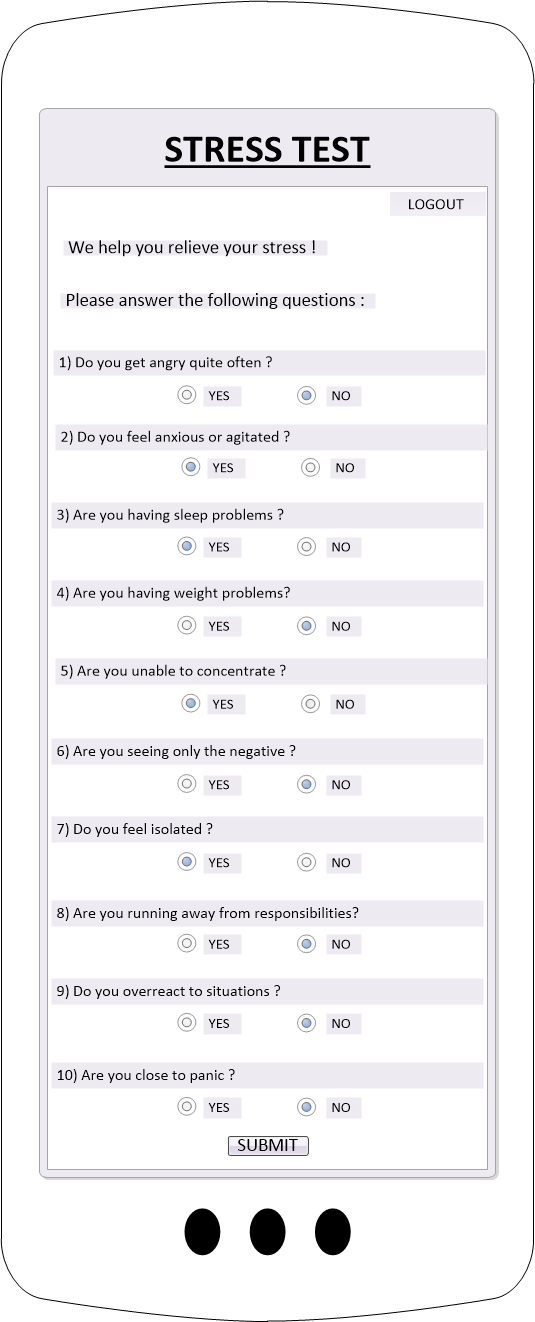 STRESS TEST
LOGOUT
We help you relieve your stress !
Please answer the following questions :
1) Do you get angry quite often ?
YES NO
2) Do you feel anxious or agitated ?
YES NO
3) Are you having sleep problems ?
YES NO
4) Are you having weight problems?
YES NO
5) Are you unable to concentrate ?
YES NO
6) Are you seeing only the negative ?
YES NO
7) Do you feel isolated ?
YES NO
8) Are you running away from responsibilities?
YES NO
9) Do you overreact to situations ?
YES NO
10) Are you close to panic ?
YES NO
SUBMIT